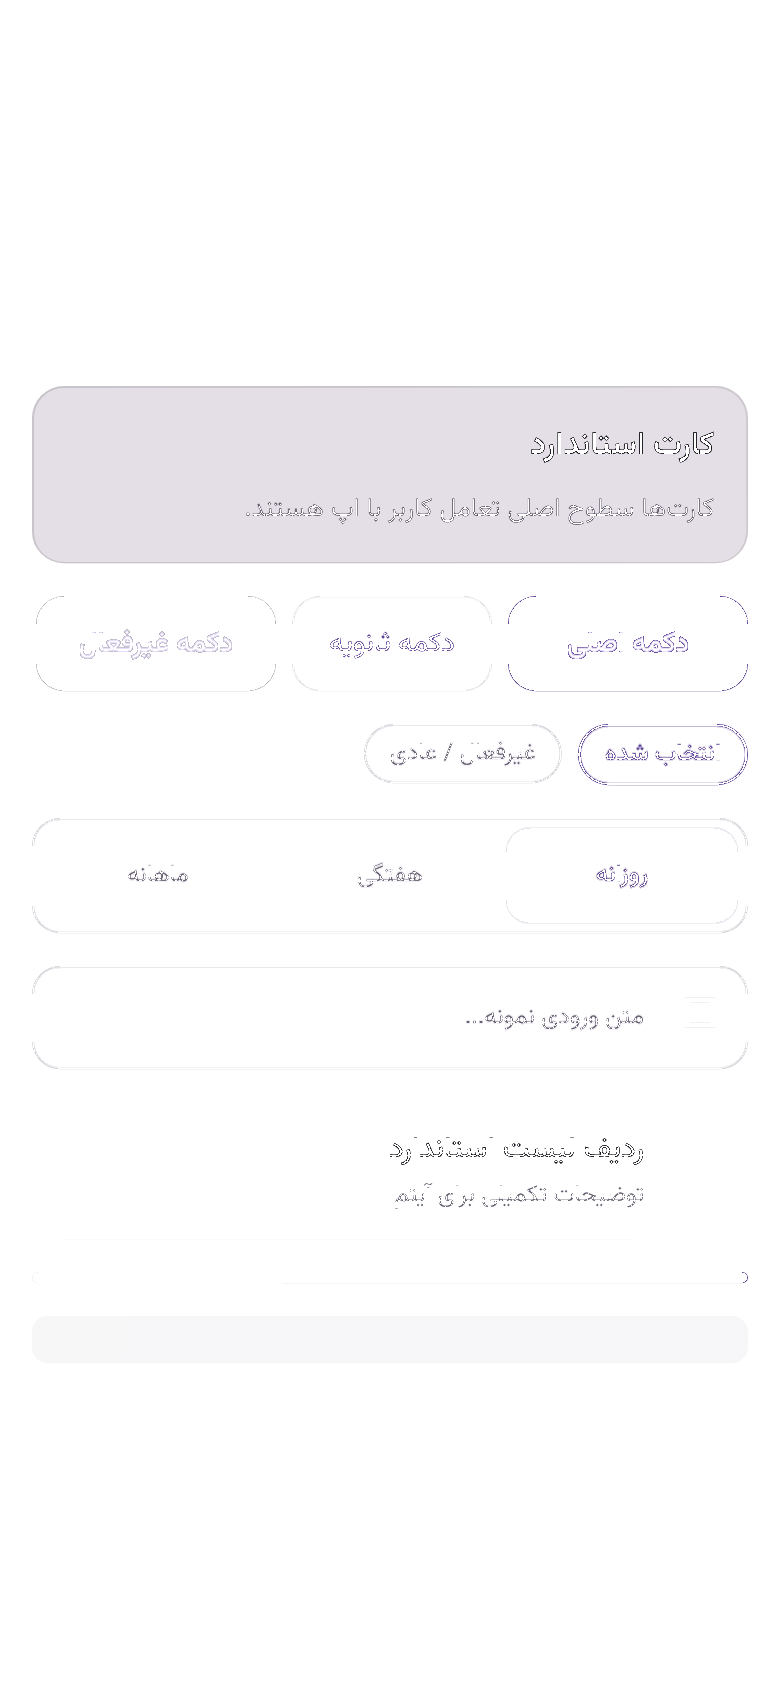 کارت استاندارد
کارت‌ها سطوح اصلی تعامل کاربر با اپ هستند.
دکمه اصلی دکمه ثانویه دکمه غیرفعال
انتخاب شده غیرفعال / عادی
روزانه هفتگی ماهانه
متن ورودی نمونه...
ردیف لیست استاندارد
توضیحات تکمیلی برای آیتم